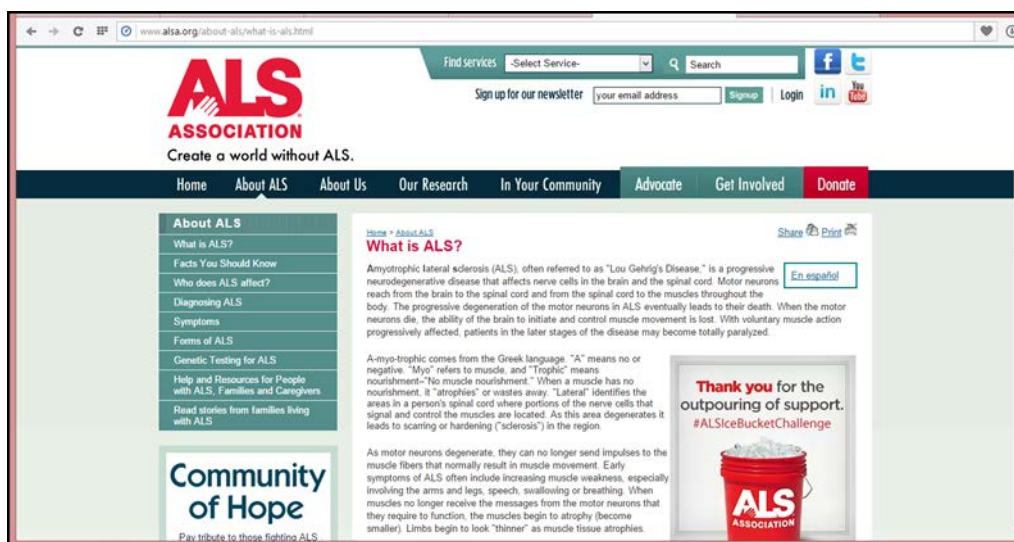 www.alsa.org/about-als/what-is-als.html
Find services -Select Service- Search
Sign up for our newsletter your email address Signup Login
f
in
You Tube
ALS
ASSOCIATION
Create a world without ALS.
Home About ALS About Us Our Research In Your Community Advocate Get Involved Donate
About ALS
What is ALS?
Facts You Should Know
Who does ALS affect?
Diagnosing ALS
Symptoms
Forms of ALS
Genetic Testing for ALS
Help and Resources for People
with ALS, Families and Caregivers
Read stories from families living
with ALS
Community
of Hope
Pay tribute to those fighting ALS
Home > About ALS
Share Print
What is ALS?
En español
Amyotrophic lateral sclerosis (ALS), often referred to as "Lou Gehrig's Disease," is a progressive
neurodegenerative disease that affects nerve cells in the brain and the spinal cord. Motor neurons
reach from the brain to the spinal cord and from the spinal cord to the muscles throughout the
body. The progressive degeneration of the motor neurons in ALS eventually leads to their death. When the motor
neurons die, the ability of the brain to initiate and control muscle movement is lost. With voluntary muscle action
progressively affected, patients in the later stages of the disease may become totally paralyzed.
A-myo-trophic comes from the Greek language. "A" means no or
negative. "Myo" refers to muscle, and "Trophic" means
nourishment–"No muscle nourishment." When a muscle has no
nourishment, it "atrophies" or wastes away. "Lateral" identifies the
areas in a person's spinal cord where portions of the nerve cells that
signal and control the muscles are located. As this area degenerates it
leads to scarring or hardening ("sclerosis") in the region.
As motor neurons degenerate, they can no longer send impulses to the
muscle fibers that normally result in muscle movement. Early
symptoms of ALS often include increasing muscle weakness, especially
involving the arms and legs, speech, swallowing or breathing. When
muscles no longer receive the messages from the motor neurons that
they require to function, the muscles begin to atrophy (become
smaller). Limbs begin to look "thinner" as muscle tissue atrophies.
Thank you for the
outpouring of support.
#ALSIceBucketChallenge
ALS
ASSOCIATION